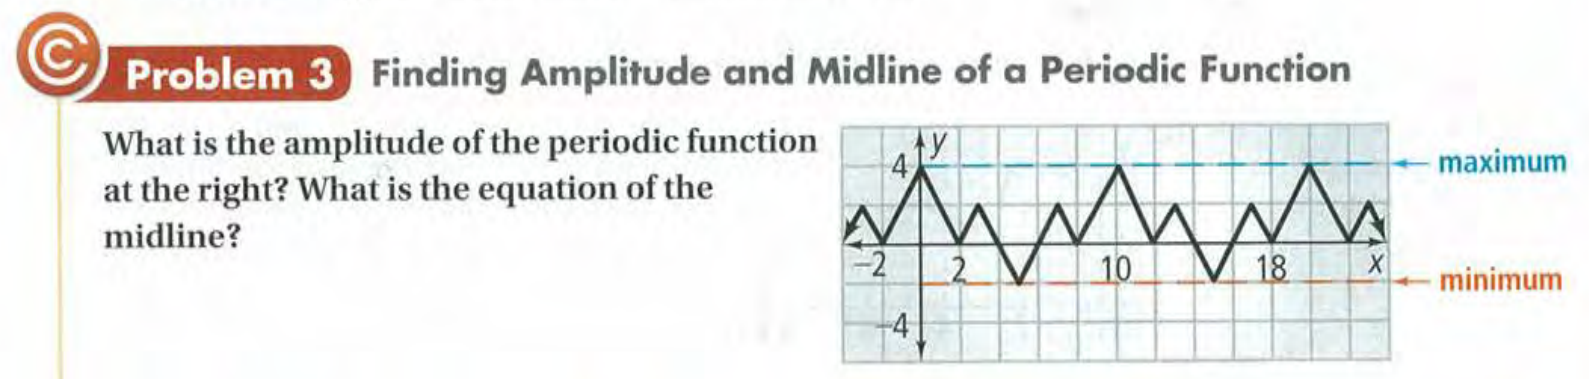 C Problem 3 Finding Amplitude and Midline of a Periodic Function
What is the amplitude of the periodic function
at the right? What is the equation of the
midline?
y
4
maximum
-2
2
10
18
x
minimum
-4